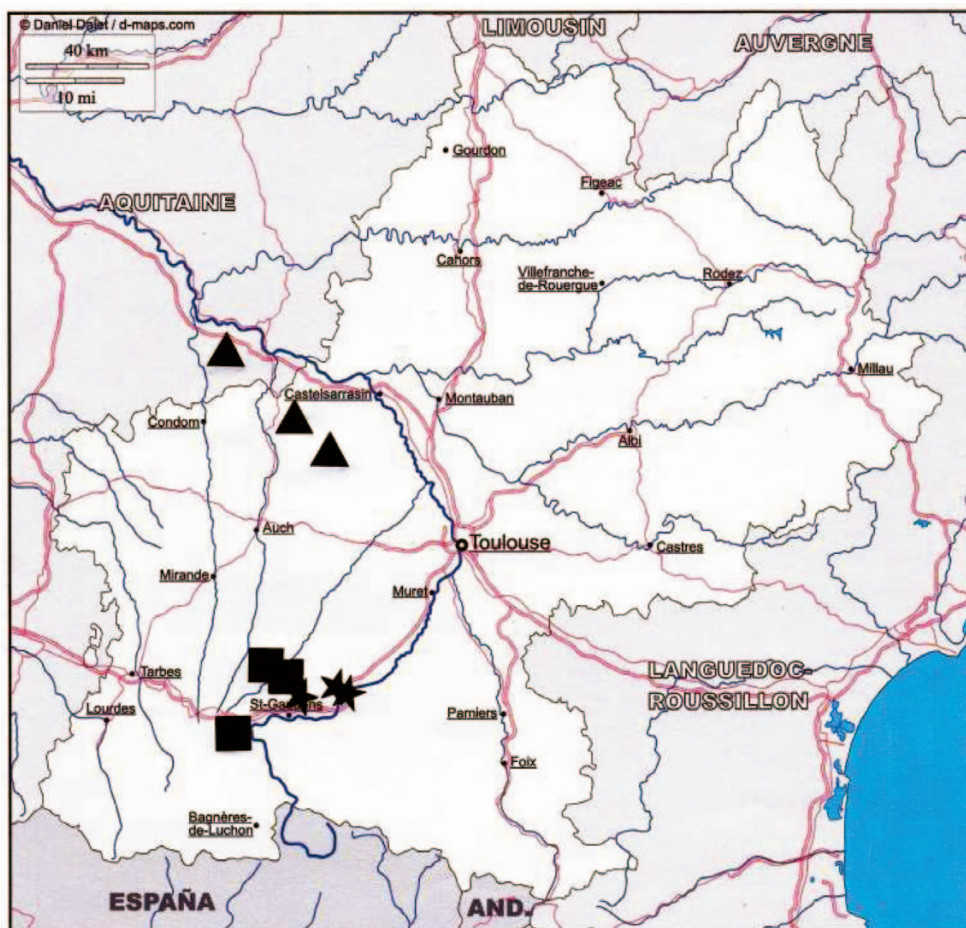 © Daniel Dalet / d-maps.com
40 km
10 mi
LIMOUSIN
AUVERGNE
Gourdon
Figeac
AQUITAINE
Cahors
Villefranche-
de-Rouergue
Rodez
Millau
Castelsarrasin
Montauban
Condom
Albi
Auch
Toulouse
Castres
Mirande
Muret
Tarbes
LANGUEDOC-
ROUSSILLON
Lourdes
Pamiers
Foix
Bagnères-
de-Luchon
ESPAÑA
AND.